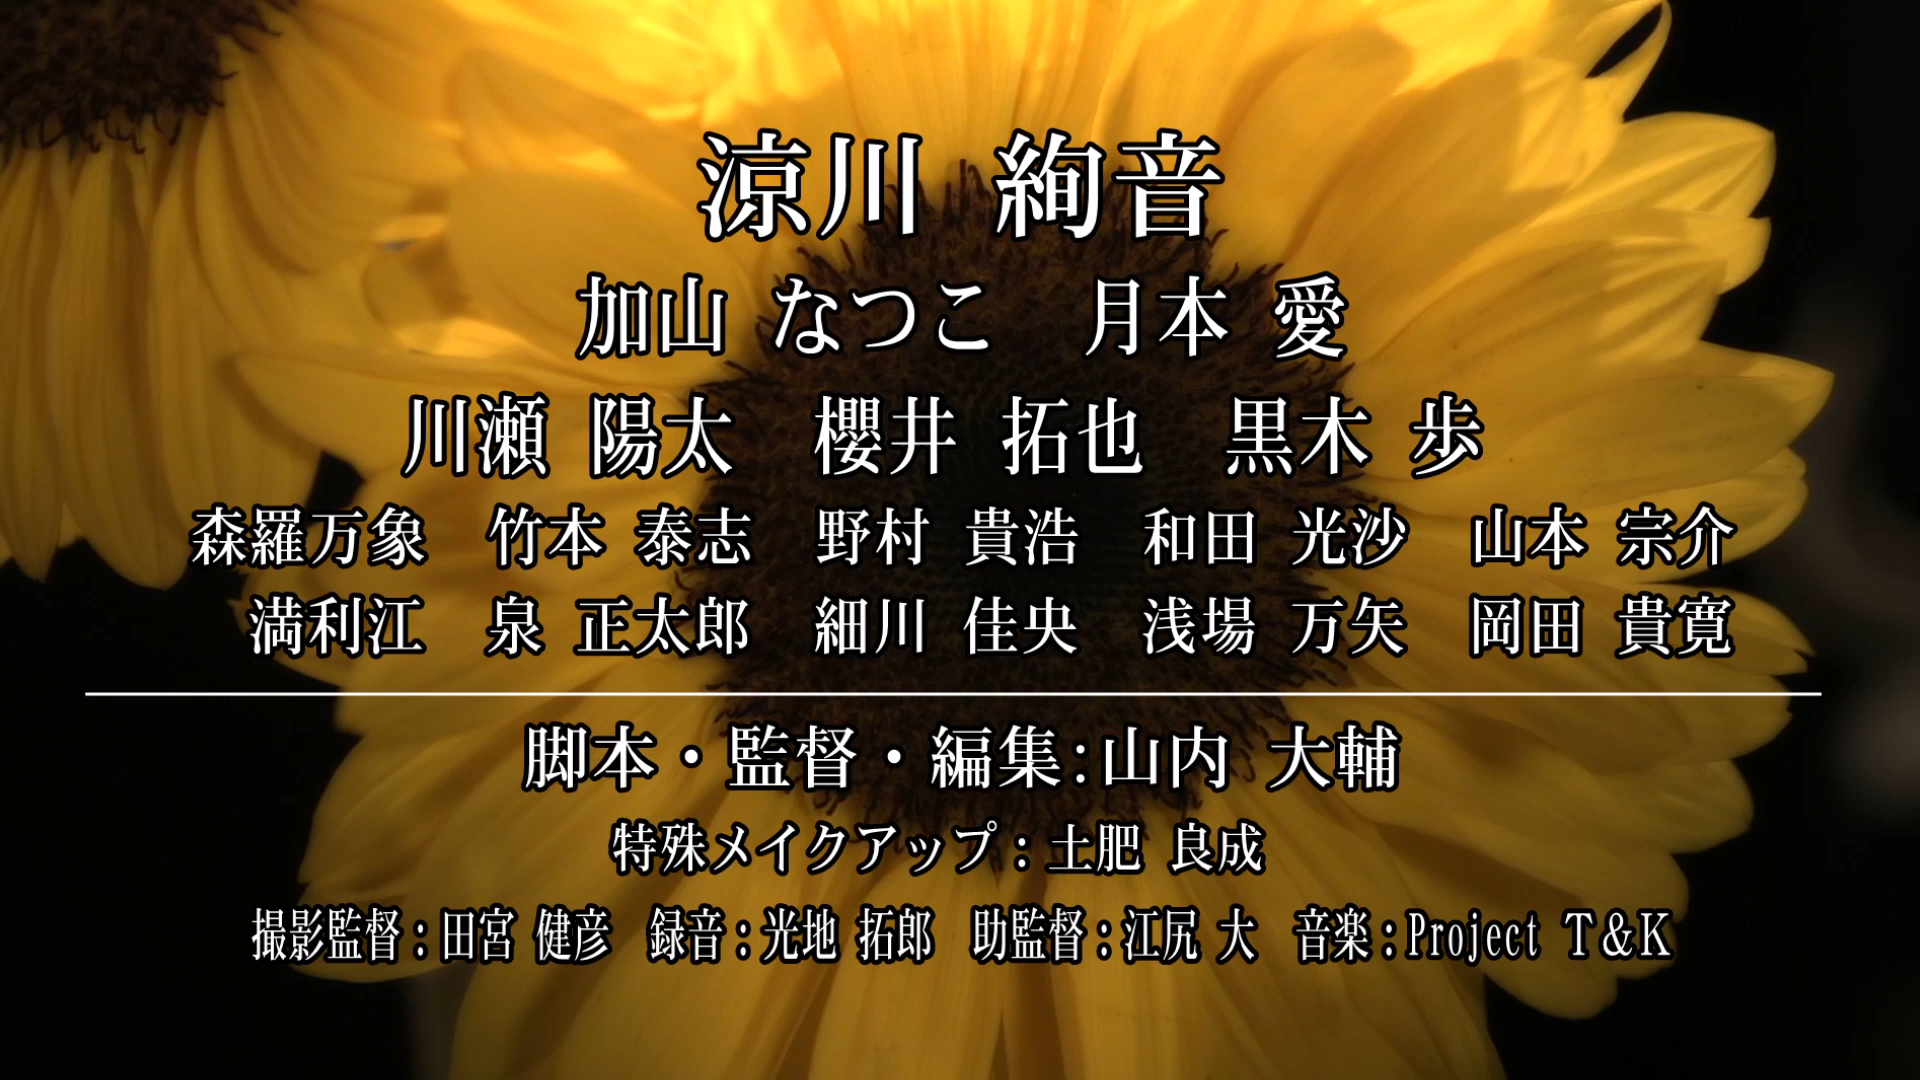 涼川 絢音
加山 なつこ　月本 愛
川瀬 陽太　櫻井 拓也　黒木 歩
森羅万象　竹本 泰志　野村 貴浩　和田 光沙　山本 宗介
満利江　泉 正太郎　細川 佳央　浅場 万矢　岡田 貴寛
脚本・監督・編集:山内 大輔
特殊メイクアップ：土肥 良成
撮影監督：田宮 健彦　録音：光地 拓郎　助監督：江尻 大　音楽：Project T＆K